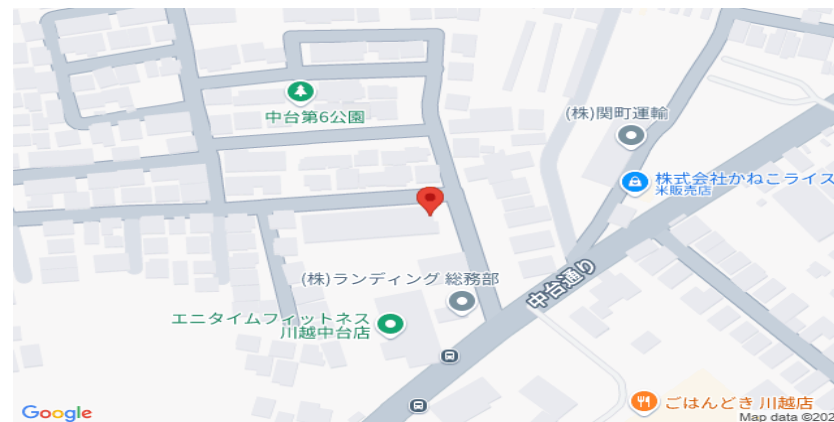 中台第6公園
(株)関町運輸
株式会社かねこライス
米販売店
(株)ランディング 総務部
中台通り
エニタイムフィットネス
川越中台店
ごはんどき 川越店
Google
Map data ©202